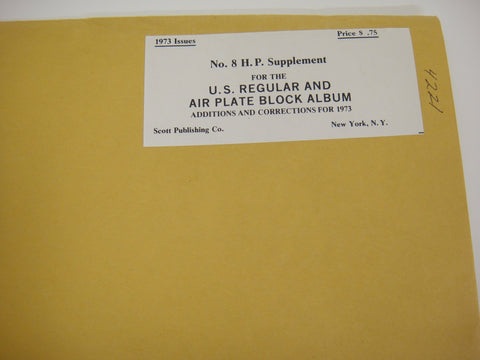 1973 Issues Price $ .75
No. 8 H. P. Supplement
FOR THE
U. S. REGULAR AND
AIR PLATE BLOCK ALBUM
ADDITIONS AND CORRECTIONS FOR 1973
Scott Publishing Co. New York, N. Y.
4221